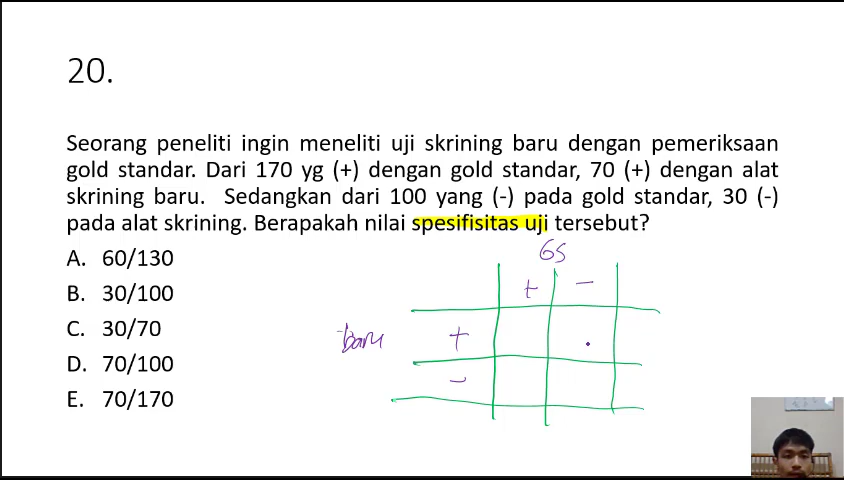 20.
Seorang peneliti ingin meneliti uji skrining baru dengan pemeriksaan
gold standar. Dari 170 yg (+) dengan gold standar, 70 (+) dengan alat
skrining baru. Sedangkan dari 100 yang (-) pada gold standar, 30 (-)
pada alat skrining. Berapakah nilai spesifisitas uji tersebut?
A. 60/130
B. 30/100
C. 30/70
D. 70/100
E. 70/170
GS
+ -
baru +
-